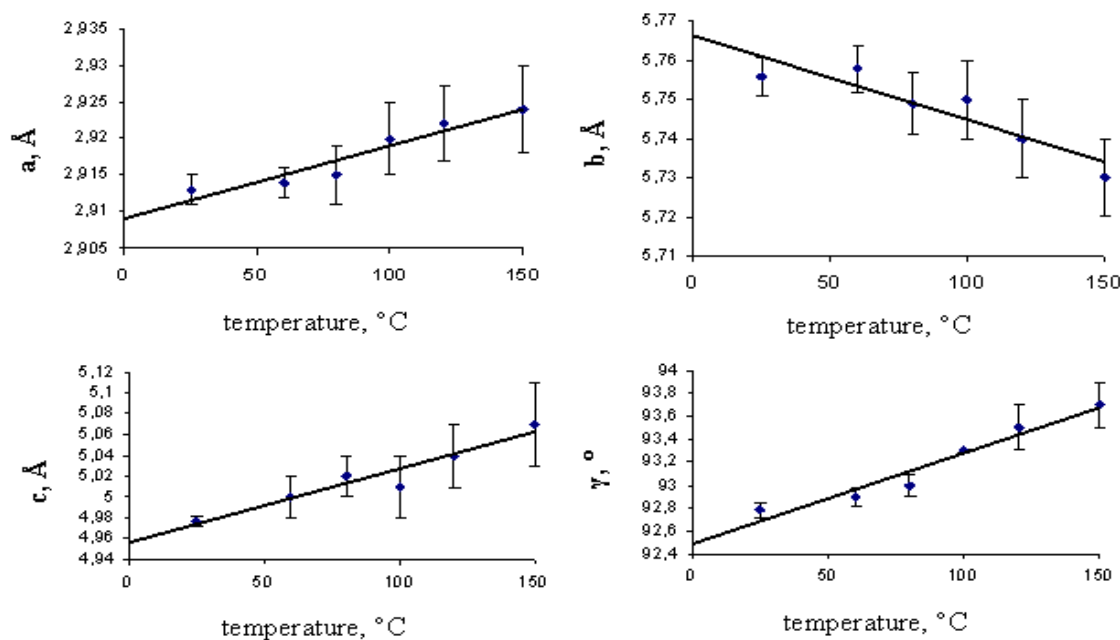 2,935
2,93
2,925
2,92
2,915
2,91
2,905
a, Å
0 50 100 150
temperature, °C
5,77
5,76
5,75
5,74
5,73
5,72
5,71
b, Å
0 50 100 150
temperature, °C
5,12
5,1
5,08
5,06
5,04
5,02
5
4,98
4,96
4,94
c, Å
0 50 100 150
temperature, °C
94
93,8
93,6
93,4
93,2
93
92,8
92,6
92,4
γ, °
0 50 100 150
temperature, °C